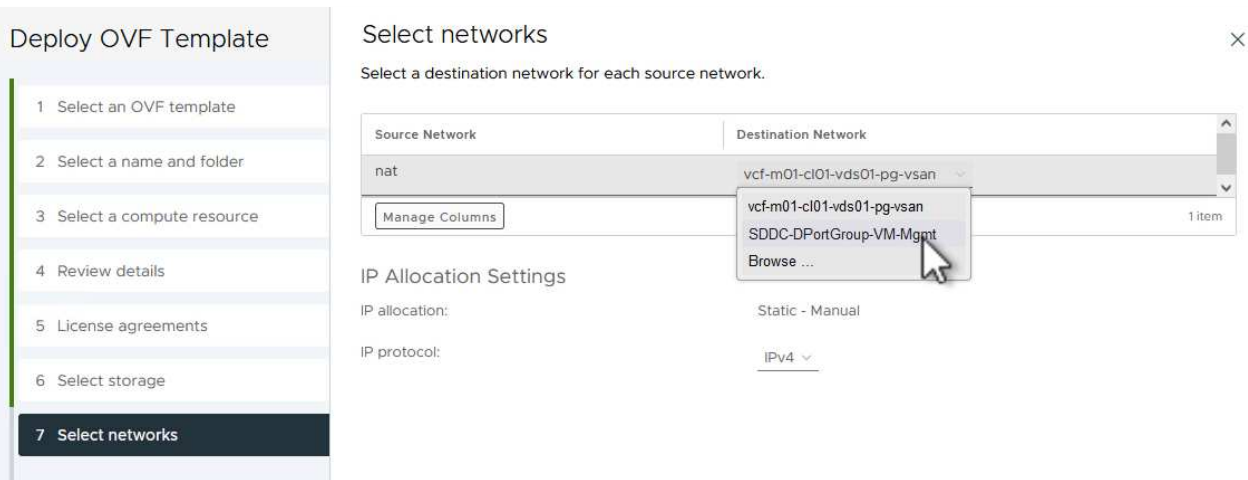 Deploy OVF Template
1 Select an OVF template
2 Select a name and folder
3 Select a compute resource
4 Review details
5 License agreements
6 Select storage
7 Select networks
Select networks
Select a destination network for each source network.
Source Network Destination Network
nat vcf-m01-cl01-vds01-pg-vsan
vcf-m01-cl01-vds01-pg-vsan
SDDC-DPortGroup-VM-Mgmt
Browse ...
Manage Columns 1 item
IP Allocation Settings
IP allocation: Static - Manual
IP protocol: IPv4